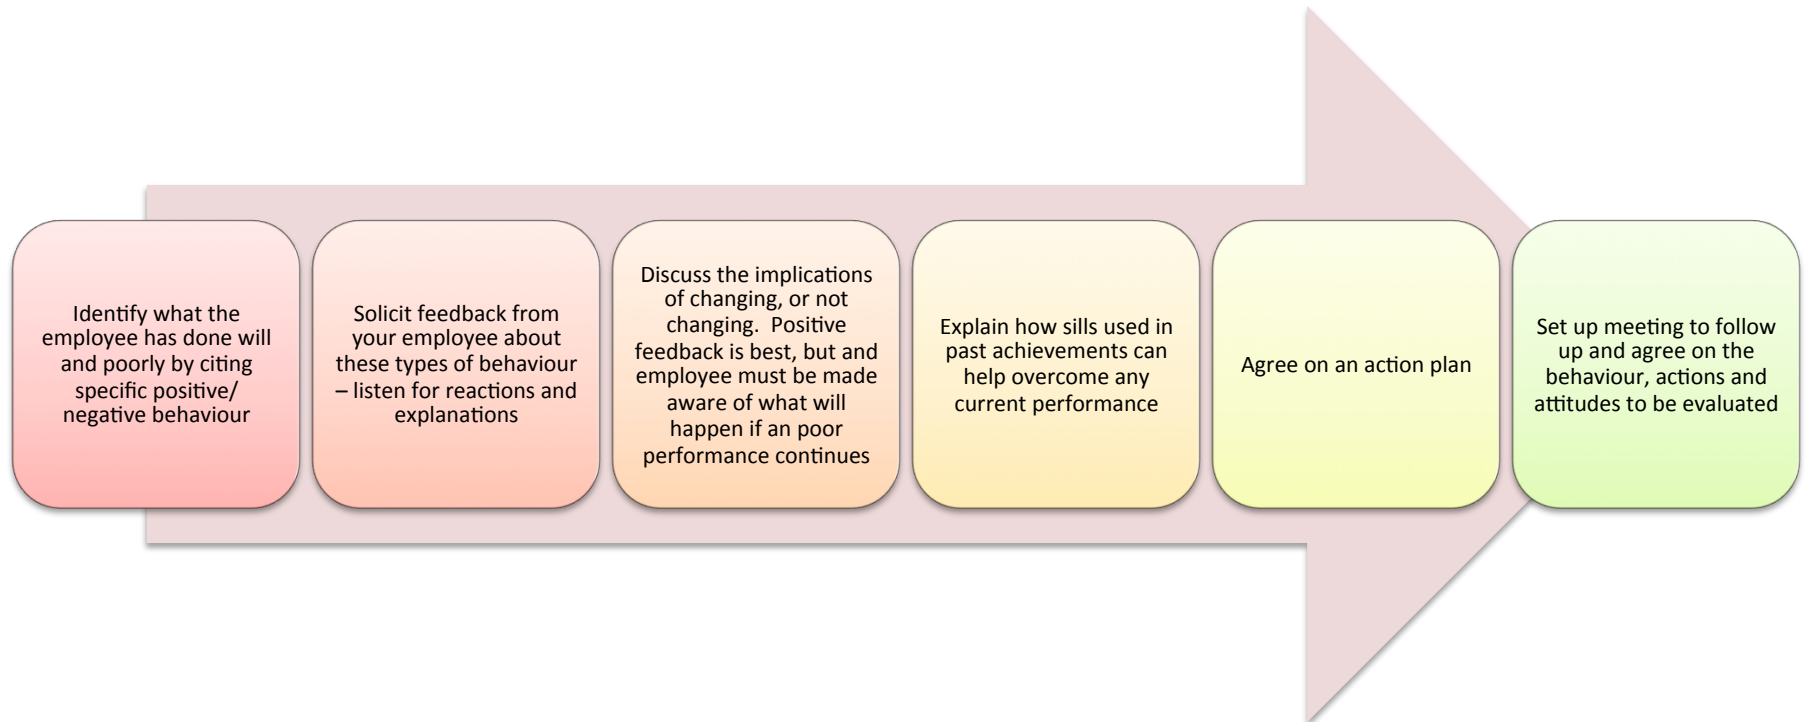 Identify what the
employee has done will
and poorly by citing
specific positive/
negative behaviour
Solicit feedback from
your employee about
these types of behaviour
– listen for reactions and
explanations
Discuss the implications
of changing, or not
changing.  Positive
feedback is best, but and
employee must be made
aware of what will
happen if an poor
performance continues
Explain how sills used in
past achievements can
help overcome any
current performance
Agree on an action plan
Set up meeting to follow
up and agree on the
behaviour, actions and
attitudes to be evaluated